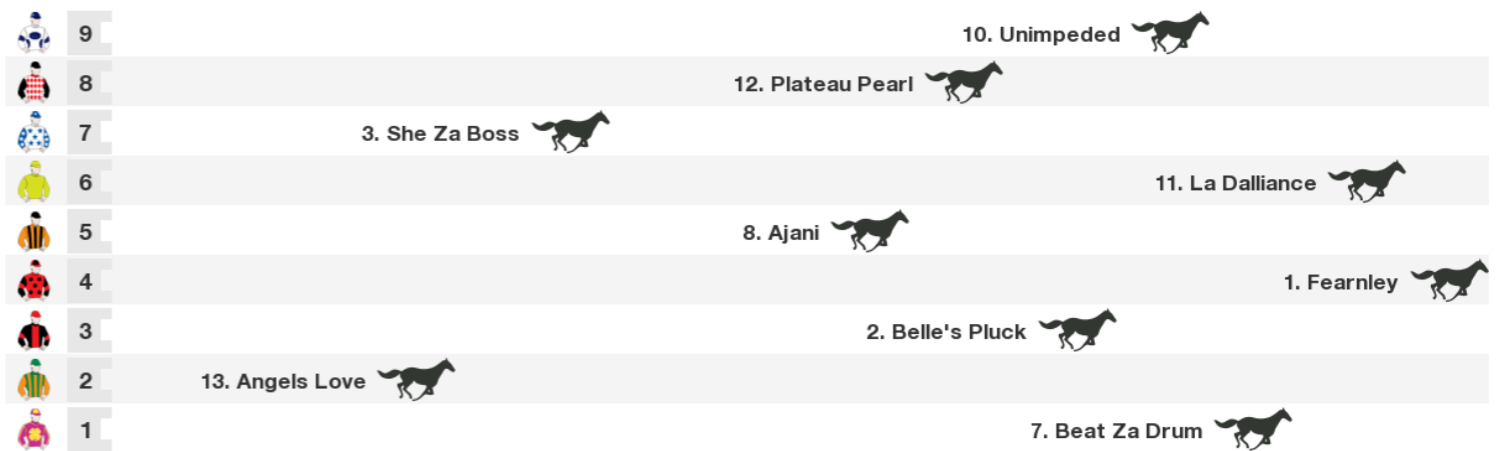 9 10. Unimpeded
8 12. Plateau Pearl
7 3. She Za Boss
6 11. La Dalliance
5 8. Ajani
4 1. Fearnley
3 2. Belle's Pluck
2 13. Angels Love
1 7. Beat Za Drum